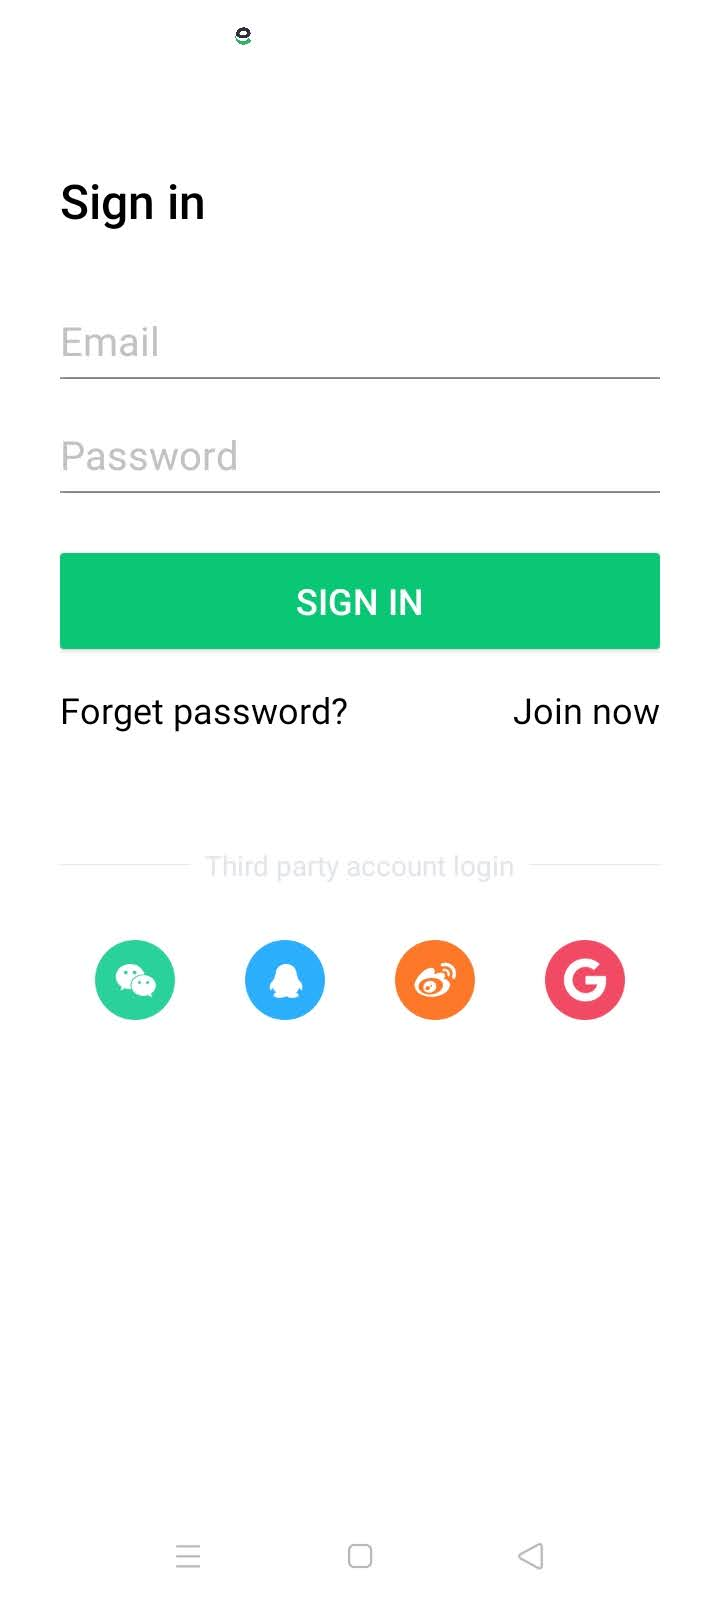 Sign in
Email
Password
SIGN IN
Forget password?
Join now
Third party account login